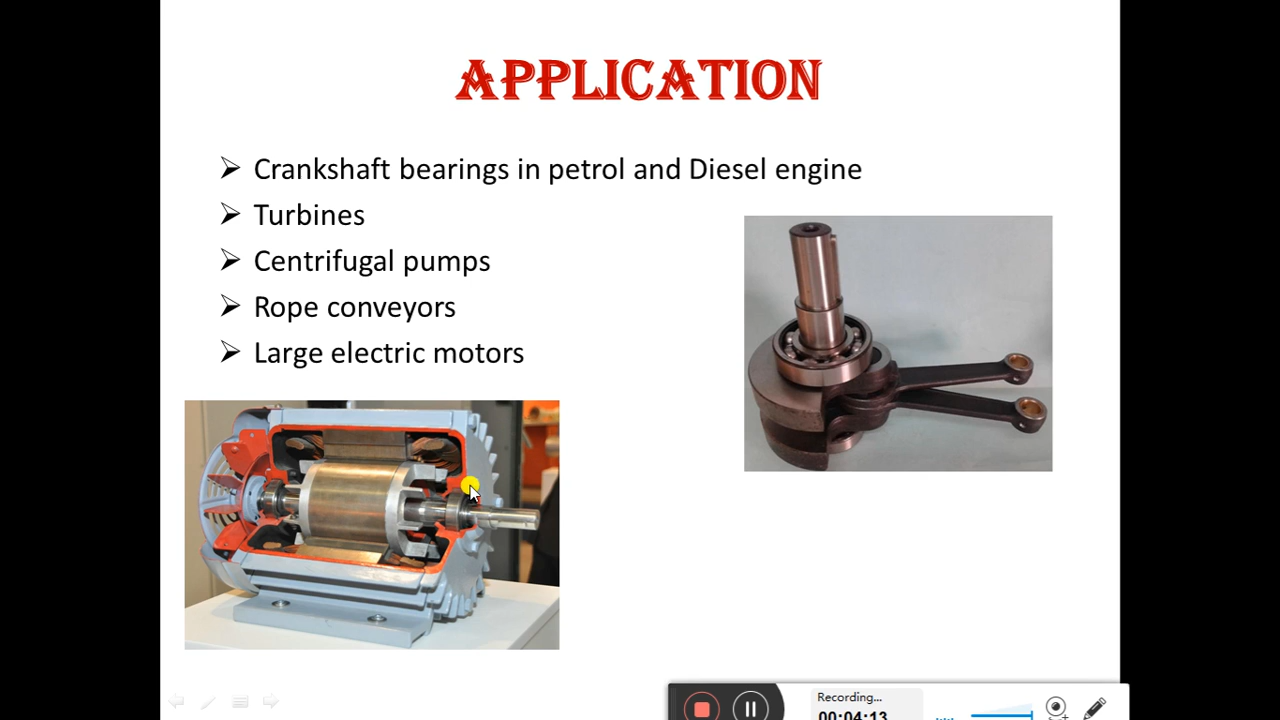 APPLICATION
Crankshaft bearings in petrol and Diesel engine
Turbines
Centrifugal pumps
Rope conveyors
Large electric motors
Recording...
00:04:13